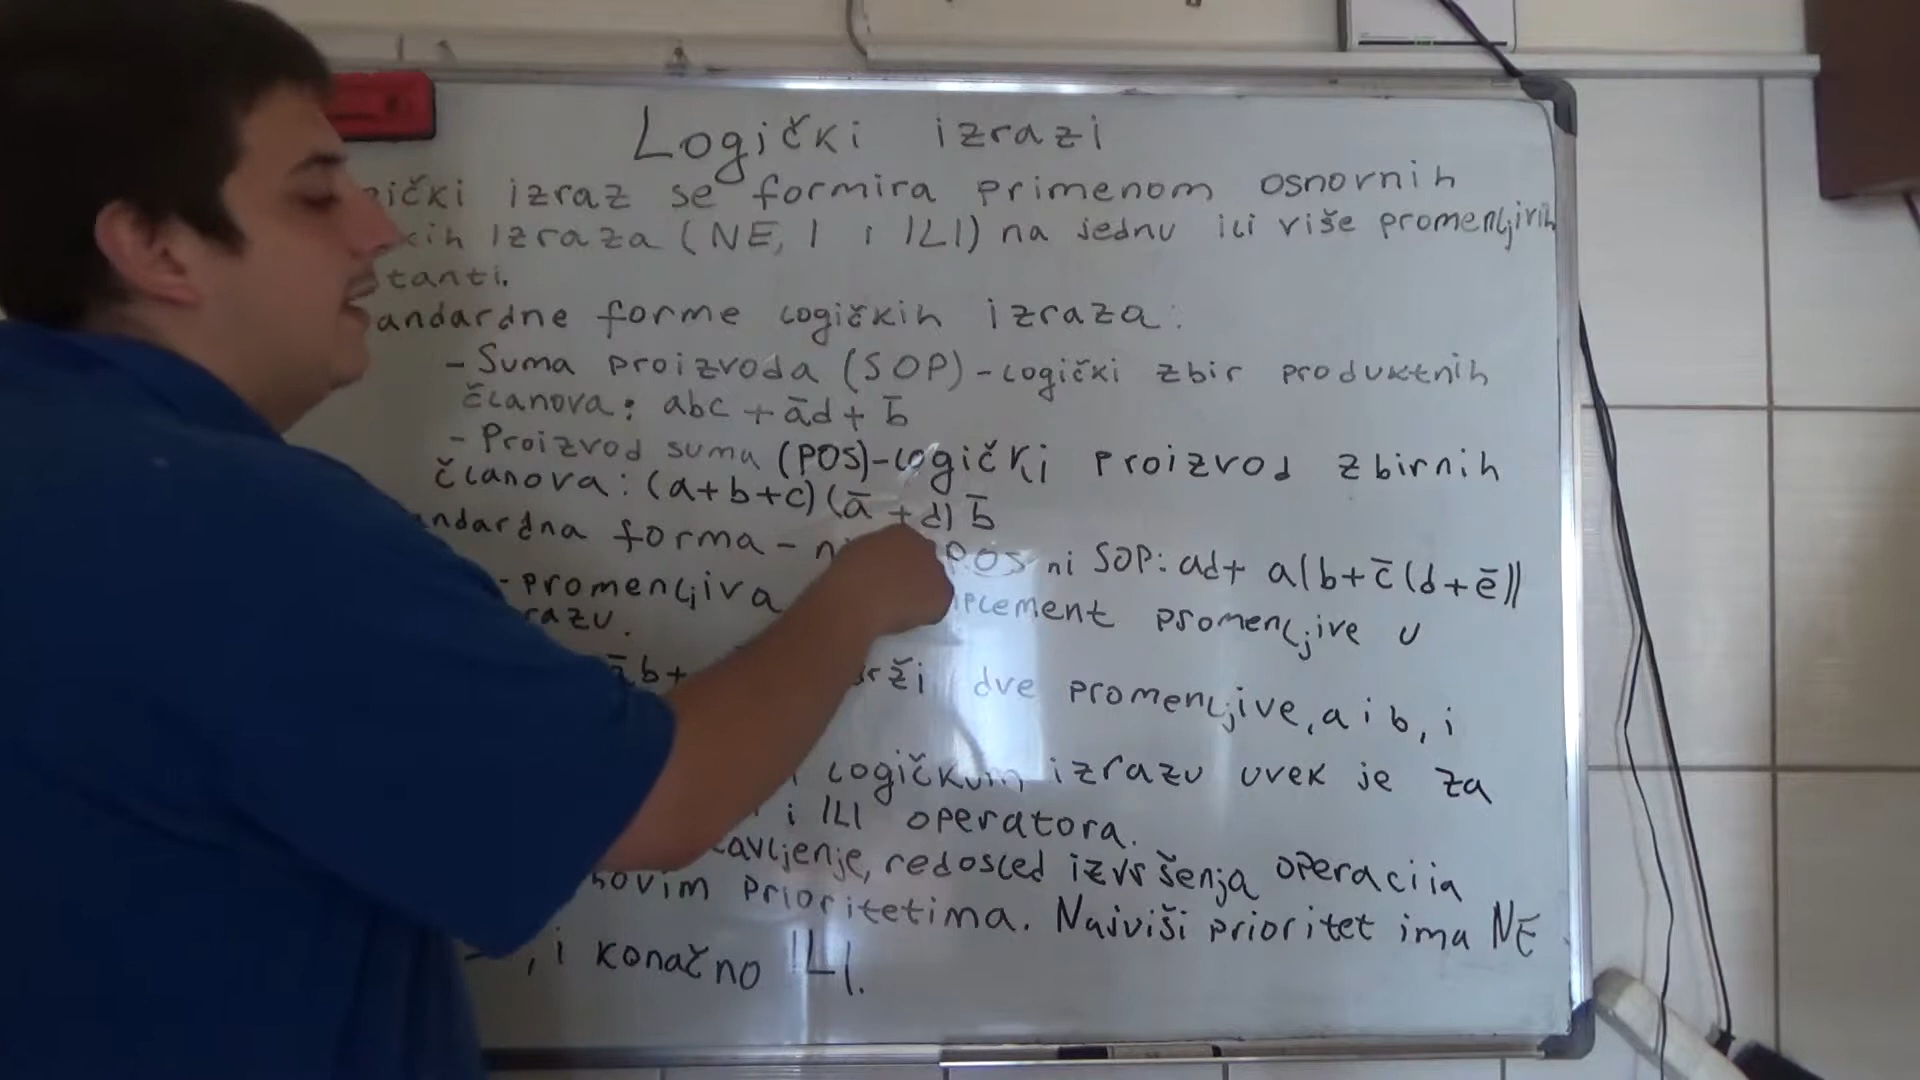 Logički izrazi
ički izraz se formira primenom osnovnih
kih izraza (NE, I i ILI) na jednu ili više promenljivih
tanti.
andardne forme logičkih izraza:
- Suma proizvoda (SOP) - logički zbir produktnih
članova: abc + ād + b̄
- Proizvod suma (POS) - logički proizvod zbirnih
članova: (a+b+c)(ā+d) b̄
ndardna forma - ni POS ni SOP: ad + a(b+c̄(d+ē))
- promenljiva plement promenljive u
razu.
āb+ rži dve promenljive, a i b, i
logičkom izrazu uvek je za
i ILI operatora.
avljenje, redosled izvršenja operacija
hovim prioritetima. Najviši prioritet ima NE
, i konačno ILI.